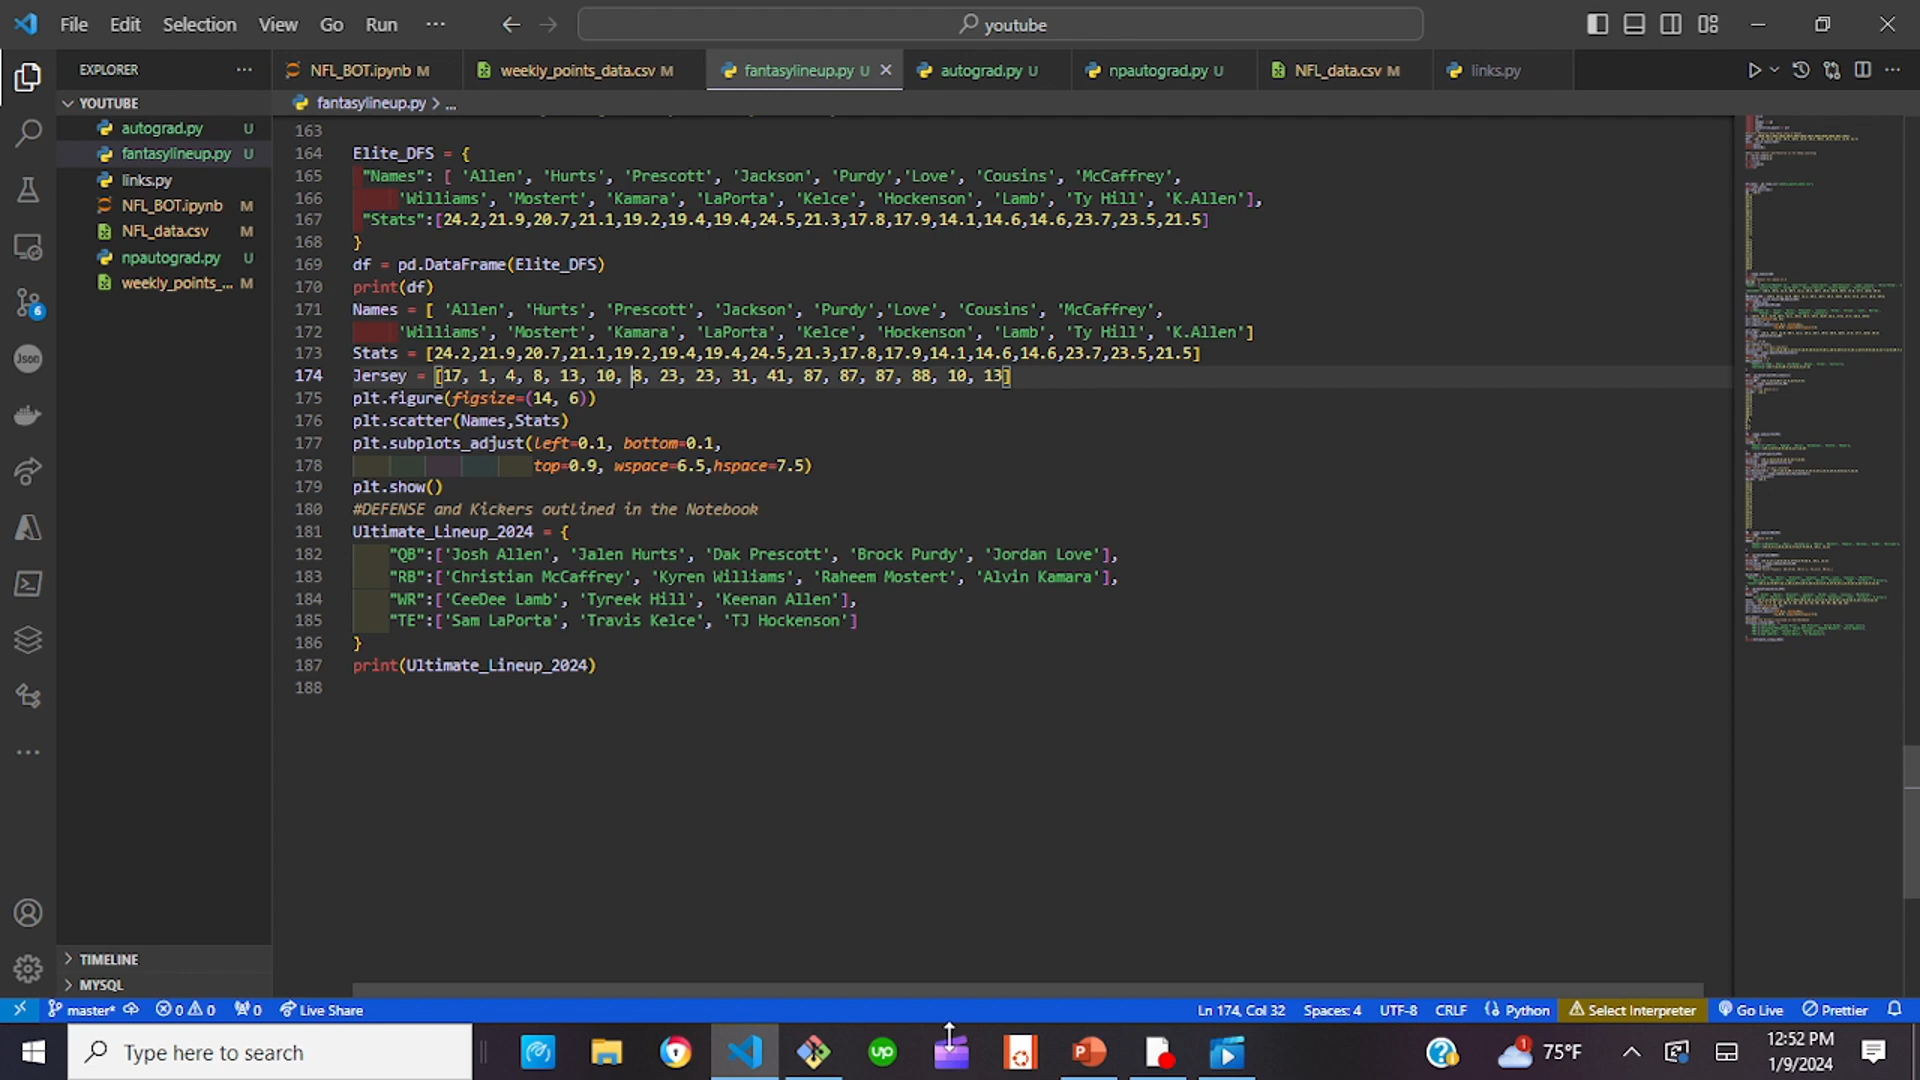 File Edit Selection View Go Run ··· youtube
EXPLORER ···
NFL_BOT.ipynb M weekly_points_data.csv M fantasylineup.py U autograd.py U npautograd.py U NFL_data.csv M links.py
YOUTUBE
fantasylineup.py > ...
autograd.py U
fantasylineup.py U
links.py
NFL_BOT.ipynb M
NFL_data.csv M
npautograd.py U
weekly_points_... M
6
Json
TIMELINE
MYSQL
163
164 Elite_DFS = {
165 "Names": [ 'Allen', 'Hurts', 'Prescott', 'Jackson', 'Purdy','Love', 'Cousins', 'McCaffrey',
166 'Williams', 'Mostert', 'Kamara', 'LaPorta', 'Kelce', 'Hockenson', 'Lamb', 'Ty Hill', 'K.Allen'],
167 "Stats":[24.2,21.9,20.7,21.1,19.2,19.4,19.4,24.5,21.3,17.8,17.9,14.1,14.6,14.6,23.7,23.5,21.5]
168 }
169 df = pd.DataFrame(Elite_DFS)
170 print(df)
171 Names = [ 'Allen', 'Hurts', 'Prescott', 'Jackson', 'Purdy','Love', 'Cousins', 'McCaffrey',
172 'Williams', 'Mostert', 'Kamara', 'LaPorta', 'Kelce', 'Hockenson', 'Lamb', 'Ty Hill', 'K.Allen']
173 Stats = [24.2,21.9,20.7,21.1,19.2,19.4,19.4,24.5,21.3,17.8,17.9,14.1,14.6,14.6,23.7,23.5,21.5]
174 Jersey = [17, 1, 4, 8, 13, 10, 8, 23, 23, 31, 41, 87, 87, 87, 88, 10, 13]
175 plt.figure(figsize=(14, 6))
176 plt.scatter(Names,Stats)
177 plt.subplots_adjust(left=0.1, bottom=0.1,
178 top=0.9, wspace=6.5,hspace=7.5)
179 plt.show()
180 #DEFENSE and Kickers outlined in the Notebook
181 Ultimate_Lineup_2024 = {
182 "QB":['Josh Allen', 'Jalen Hurts', 'Dak Prescott', 'Brock Purdy', 'Jordan Love'],
183 "RB":['Christian McCaffrey', 'Kyren Williams', 'Raheem Mostert', 'Alvin Kamara'],
184 "WR":['CeeDee Lamb', 'Tyreek Hill', 'Keenan Allen'],
185 "TE":['Sam LaPorta', 'Travis Kelce', 'TJ Hockenson']
186 }
187 print(Ultimate_Lineup_2024)
188
master* 0 0 0 Live Share Ln 174, Col 32 Spaces: 4 UTF-8 CRLF Python Select Interpreter Go Live Prettier
Type here to search up 1 75°F 12:52 PM
1/9/2024